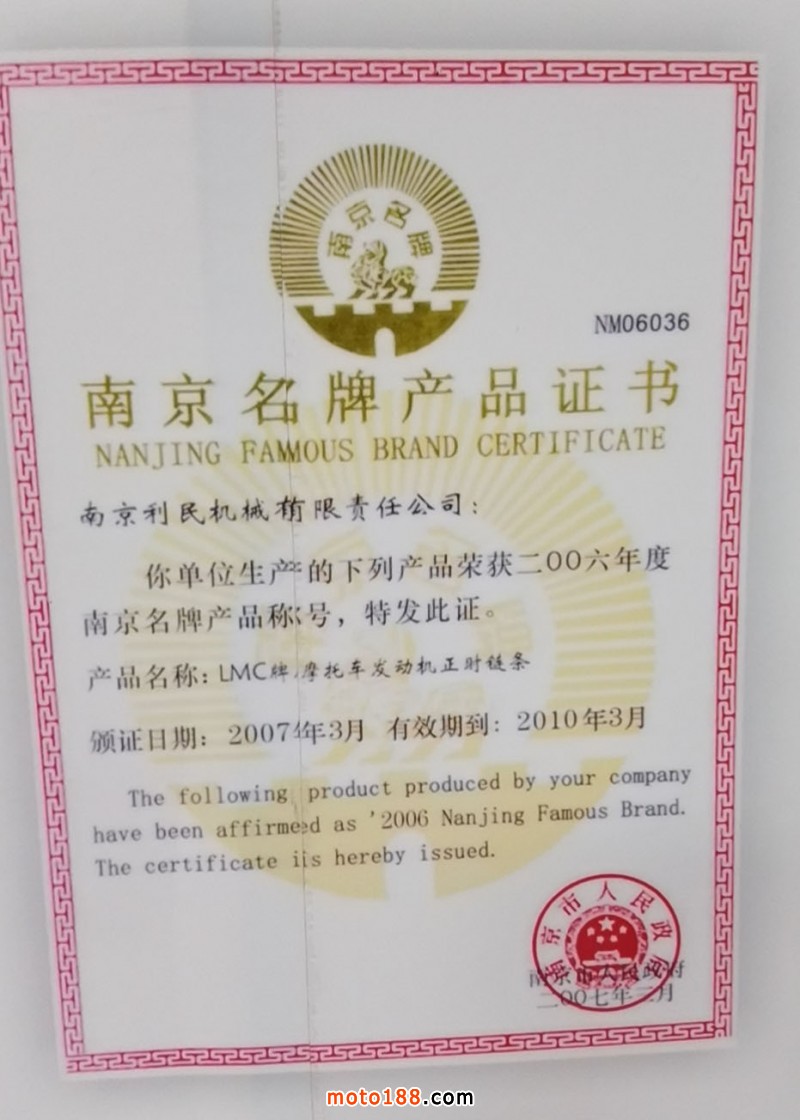 南京名牌
NM06036
南京名牌产品证书
NANJING FAMOUS BRAND CERTIFICATE
南京利民机械有限责任公司：
你单位生产的下列产品荣获二〇〇六年度
南京名牌产品称号，特发此证。
产品名称：LMC牌 摩托车发动机正时链条
颁证日期：2007年3月 有效期到：2010年3月
The following product produced by your company
have been affirmed as '2006 Nanjing Famous Brand.
The certificate is hereby issued.
南京市人民政府
南京市人民政府
二〇〇七年三月
moto188.com